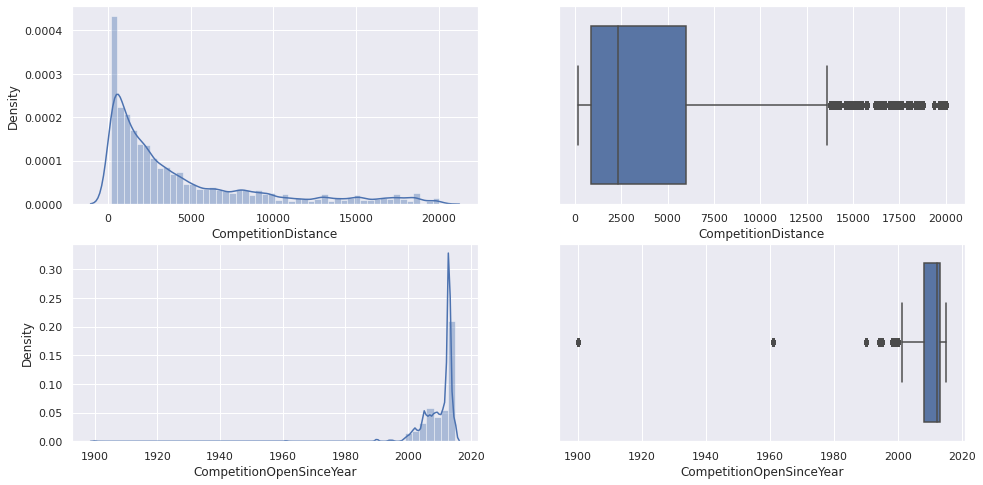 Density
0.0004
0.0003
0.0002
0.0001
0.0000
0 5000 10000 15000 20000
CompetitionDistance
0 2500 5000 7500 10000 12500 15000 17500 20000
CompetitionDistance
Density
0.30
0.25
0.20
0.15
0.10
0.05
0.00
1900 1920 1940 1960 1980 2000 2020
CompetitionOpenSinceYear
1900 1920 1940 1960 1980 2000 2020
CompetitionOpenSinceYear